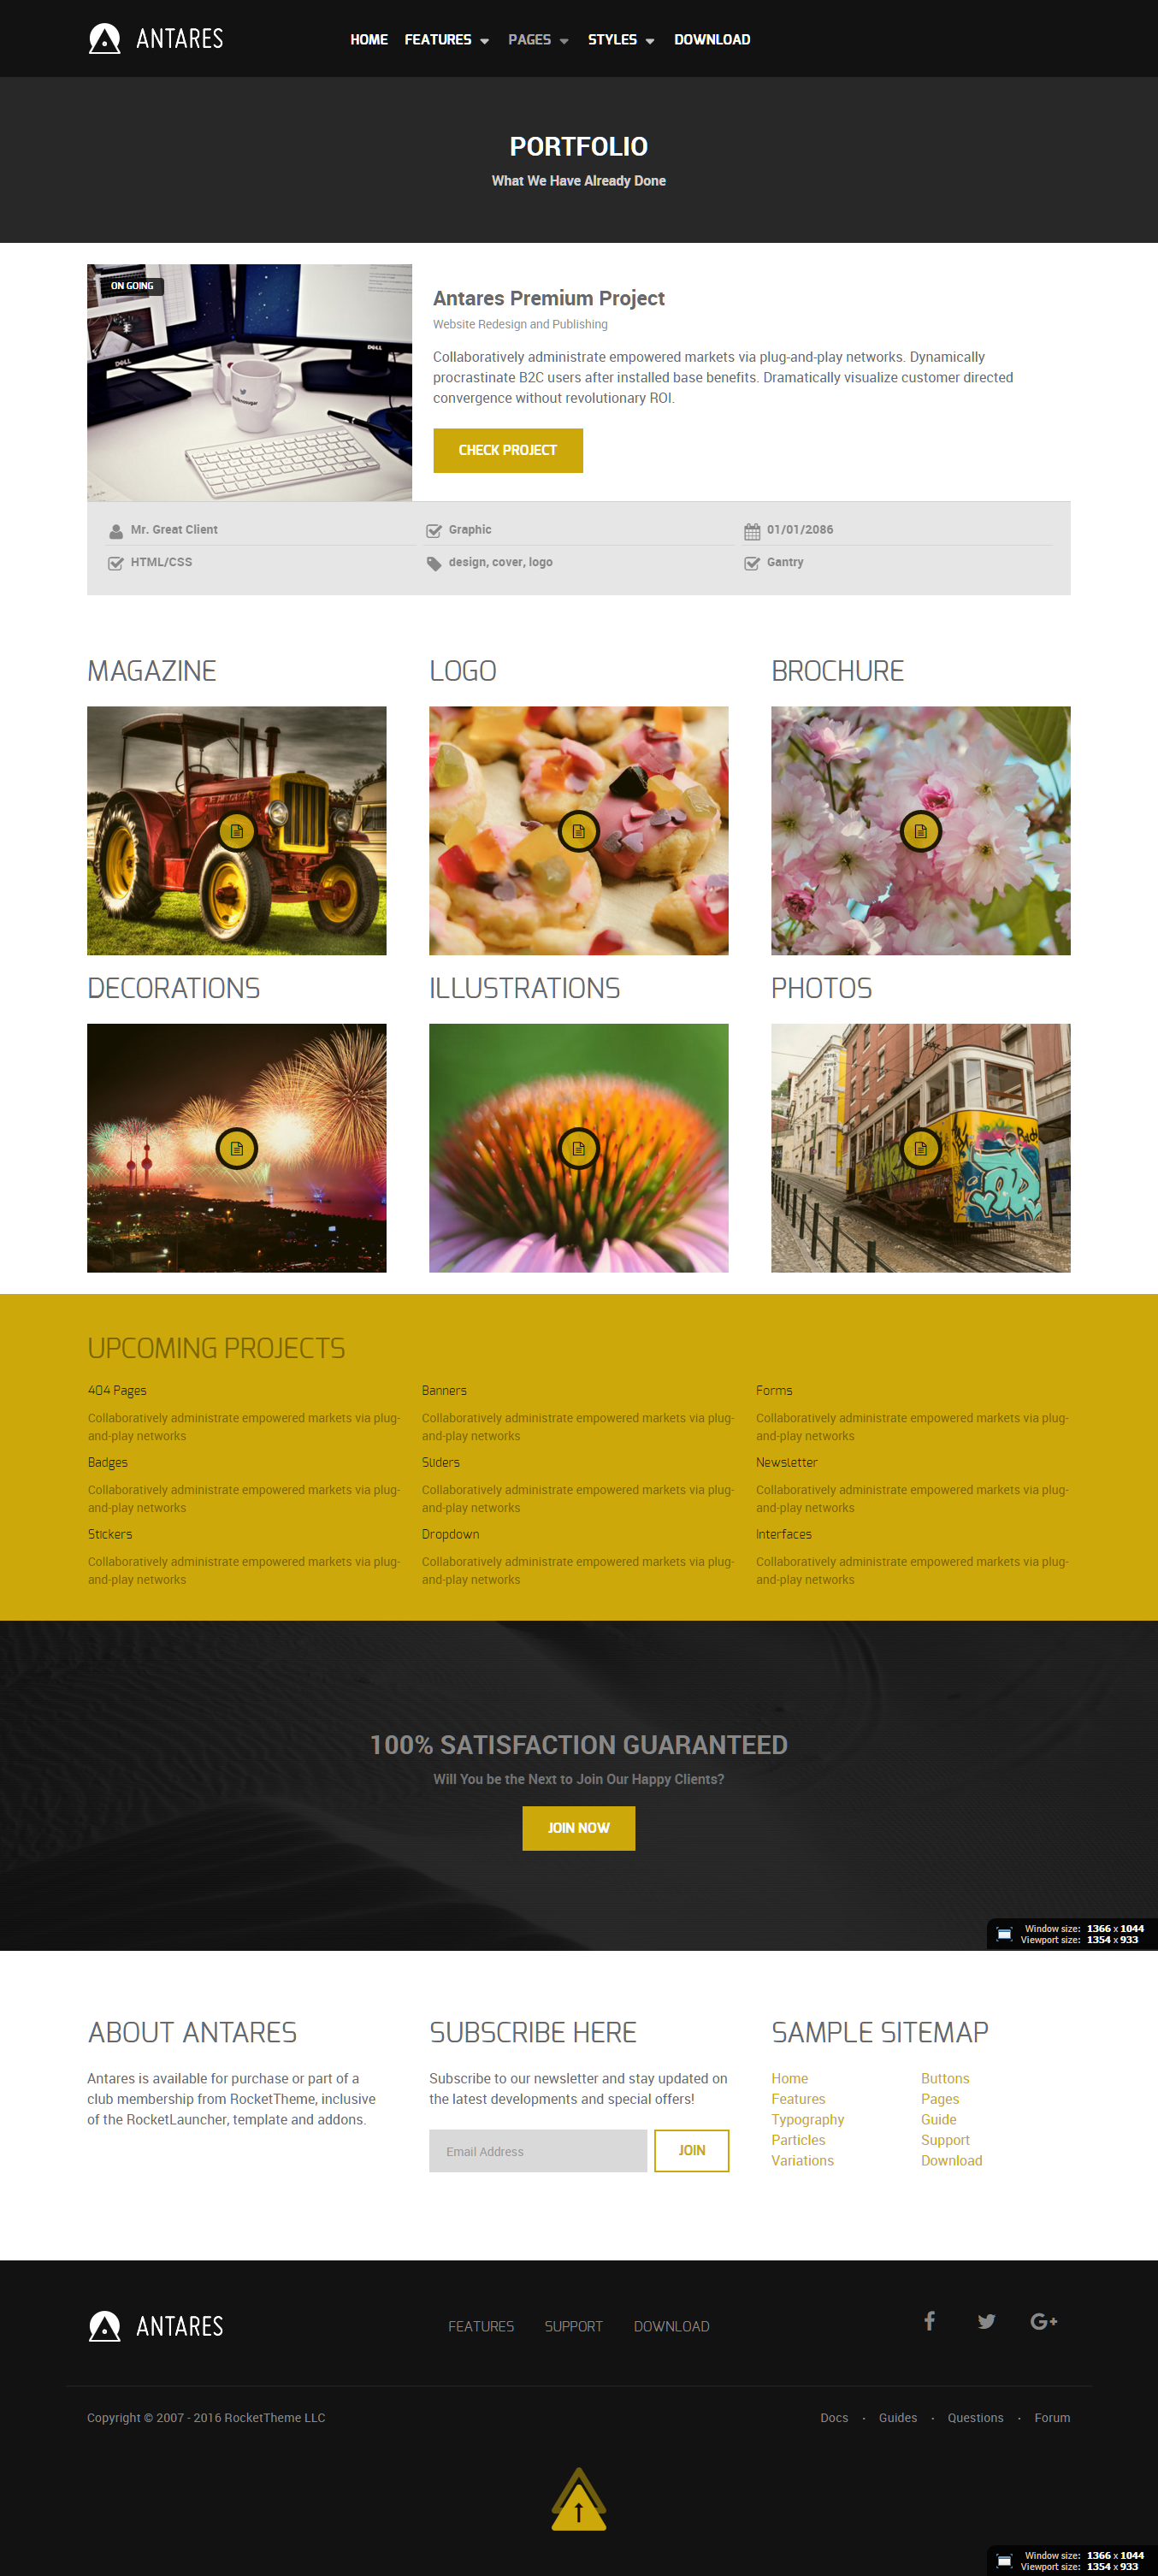 ANTARES
HOME FEATURES PAGES STYLES DOWNLOAD
PORTFOLIO
What We Have Already Done
ON GOING
DELL
DELL
Antares Premium Project
Website Redesign and Publishing
Collaboratively administrate empowered markets via plug-and-play networks. Dynamically
procrastinate B2C users after installed base benefits. Dramatically visualize customer directed
convergence without revolutionary ROI.
CHECK PROJECT
Mr. Great Client
Graphic
01/01/2086
HTML/CSS
design, cover, logo
Gantry
MAGAZINE
LOGO
BROCHURE
DECORATIONS
ILLUSTRATIONS
PHOTOS
UPCOMING PROJECTS
404 Pages
Collaboratively administrate empowered markets via plug-
and-play networks
Banners
Collaboratively administrate empowered markets via plug-
and-play networks
Forms
Collaboratively administrate empowered markets via plug-
and-play networks
Badges
Collaboratively administrate empowered markets via plug-
and-play networks
Sliders
Collaboratively administrate empowered markets via plug-
and-play networks
Newsletter
Collaboratively administrate empowered markets via plug-
and-play networks
Stickers
Collaboratively administrate empowered markets via plug-
and-play networks
Dropdown
Collaboratively administrate empowered markets via plug-
and-play networks
Interfaces
Collaboratively administrate empowered markets via plug-
and-play networks
100% SATISFACTION GUARANTEED
Will You be the Next to Join Our Happy Clients?
JOIN NOW
Window size: 1366 x 1044
Viewport size: 1354 x 933
ABOUT ANTARES
Antares is available for purchase or part of a
club membership from RocketTheme, inclusive
of the RocketLauncher, template and addons.
SUBSCRIBE HERE
Subscribe to our newsletter and stay updated on
the latest developments and special offers!
Email Address
JOIN
SAMPLE SITEMAP
Home
Features
Typography
Particles
Variations
Buttons
Pages
Guide
Support
Download
ANTARES
FEATURES SUPPORT DOWNLOAD
Copyright © 2007 - 2016 RocketTheme LLC
Docs · Guides · Questions · Forum
Window size: 1366 x 1044
Viewport size: 1354 x 933